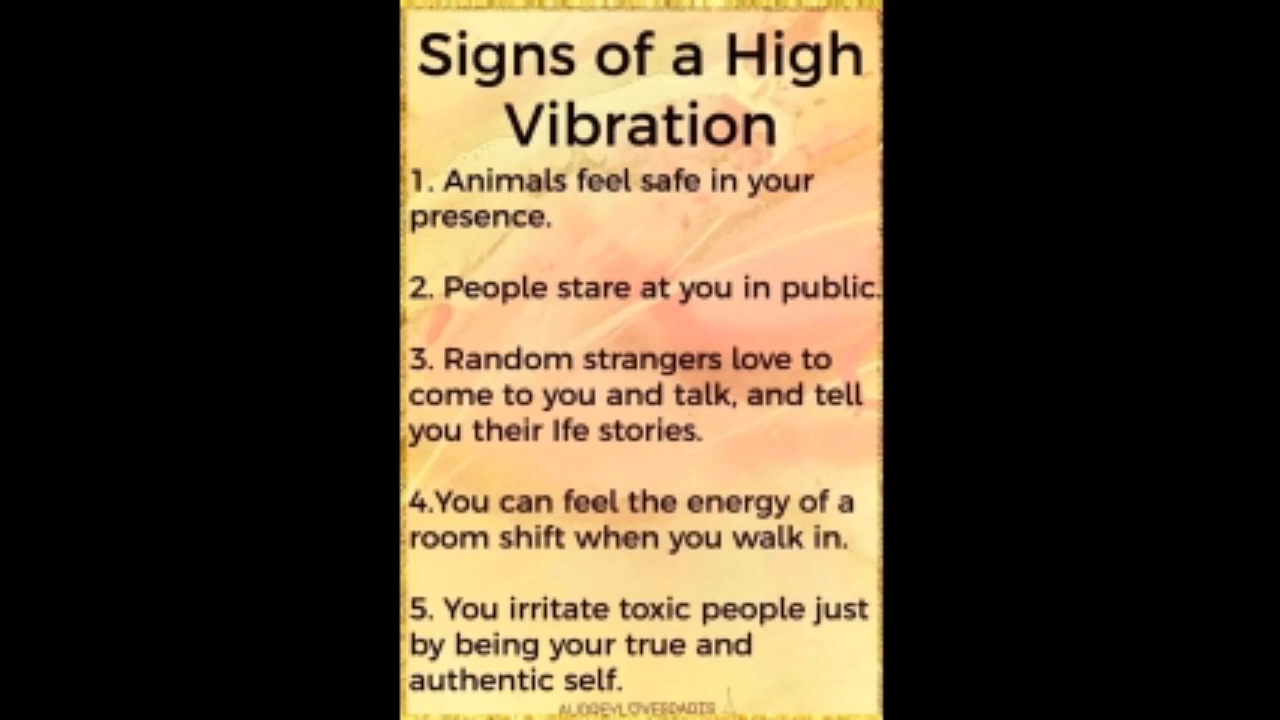 Signs of a High
Vibration
1. Animals feel safe in your
presence.
2. People stare at you in public.
3. Random strangers love to
come to you and talk, and tell
you their Ife stories.
4.You can feel the energy of a
room shift when you walk in.
5. You irritate toxic people just
by being your true and
authentic self.
AUDREYLOVESPARIS